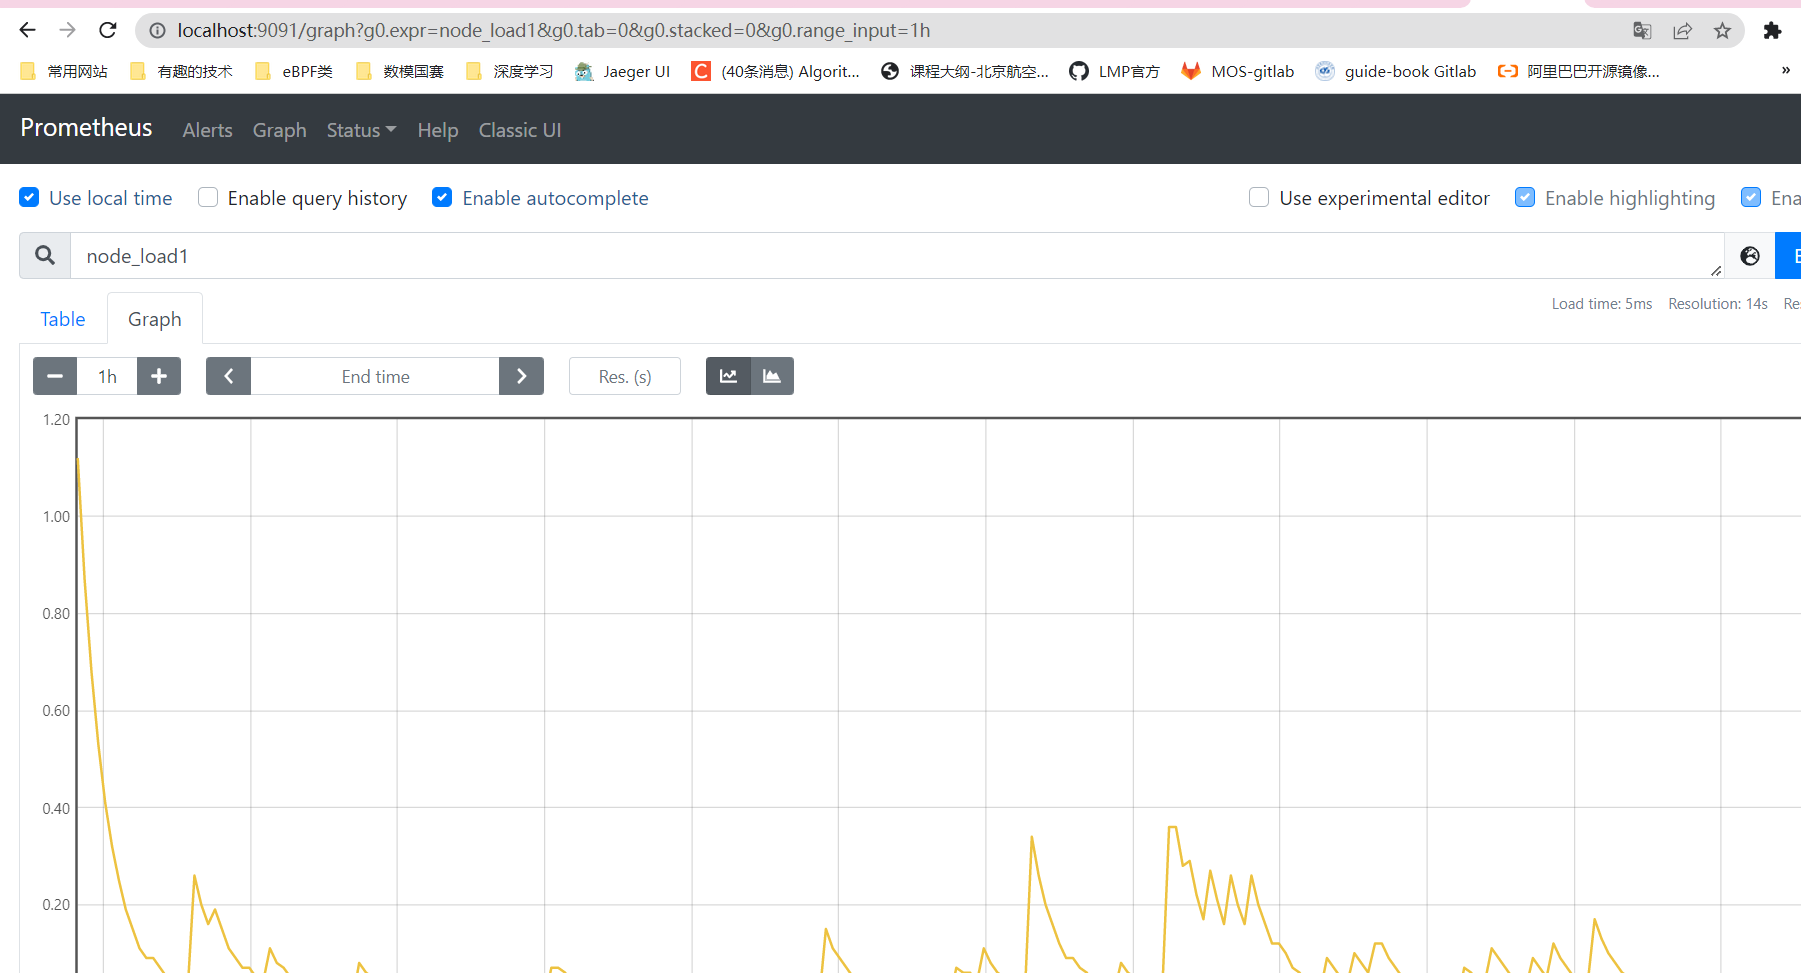 localhost:9091/graph?g0.expr=node_load1&g0.tab=0&g0.stacked=0&g0.range_input=1h
常用网站 有趣的技术 eBPF类 数模国赛 深度学习 Jaeger UI (40条消息) Algorit... 课程大纲-北京航空... LMP官方 MOS-gitlab guide-book Gitlab 阿里巴巴开源镜像... »
Prometheus Alerts Graph Status Help Classic UI
Use local time Enable query history Enable autocomplete Use experimental editor Enable highlighting Ena
node_load1
Table Graph Load time: 5ms Resolution: 14s Re
1h End time Res. (s)
1.20
1.00
0.80
0.60
0.40
0.20